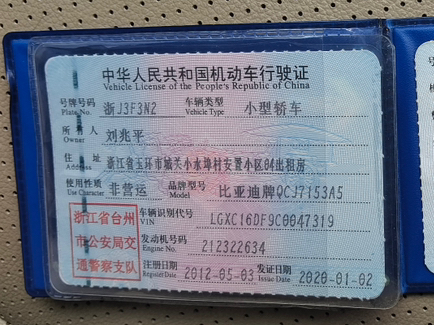 中华人民共和国机动车行驶证
Vehicle License of the People's Republic of China
号牌号码 浙J3F3N2 车辆类型 小型轿车
Plate No. Vehicle Type
所有人 刘兆平
Owner
住址 浙江省玉环市城关小水埠村安置小区04出租房
Address
使用性质 非营运 品牌型号 比亚迪牌QCJ7153A5
Use Character Model
浙江省台州
市公安局交
通警察支队
车辆识别代号 LGXC16DF9C0047319
VIN
发动机号码 212322634
Engine No.
注册日期 2012-05-03 发证日期 2020-01-02
Register Date Issue Date